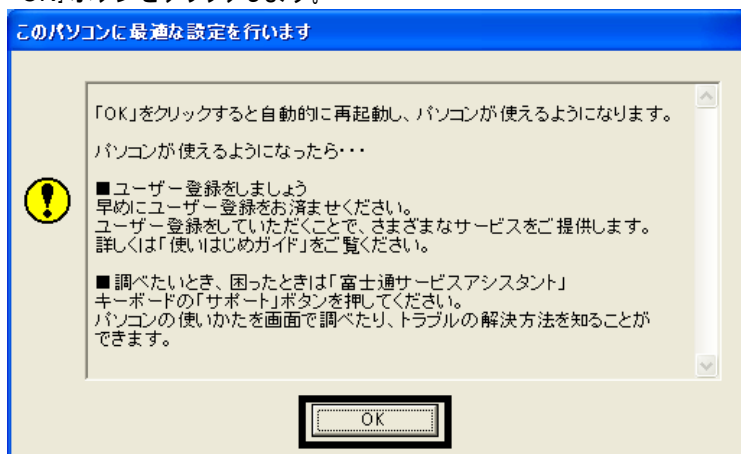 OK」ボタンをクリックします。
このパソコンに最適な設定を行います
「OK」をクリックすると自動的に再起動し、パソコンが使えるようになります。
パソコンが使えるようになったら・・・
■ユーザー登録をしましょう
早めにユーザー登録をお済ませください。
ユーザー登録をしていただくことで、さまざまなサービスをご提供します。
詳しくは「使いはじめガイド」をご覧ください。
■調べたいとき、困ったときは「富士通サービスアシスタント」
キーボードの「サポート」ボタンを押してください。
パソコンの使いかたを画面で調べたり、トラブルの解決方法を知ることが
できます。
OK